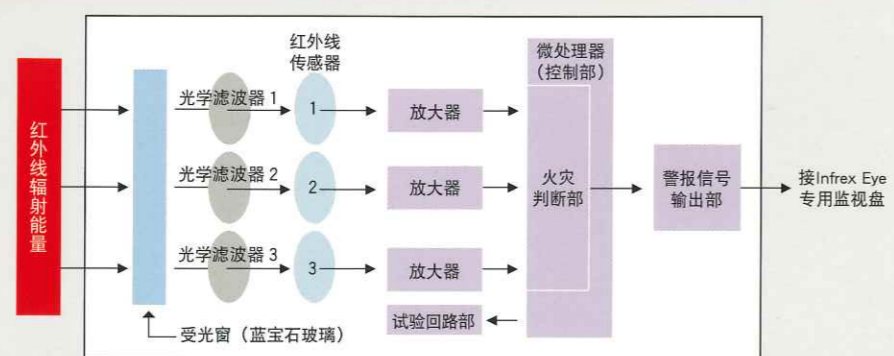 红外线辐射能量
红外线
传感器
光学滤波器1
1
放大器
光学滤波器2
2
放大器
光学滤波器3
3
放大器
微处理器
（控制部）
火灾
判断部
警报信号
输出部
接Infrex Eye
专用监视盘
试验回路部
受光窗（蓝宝石玻璃）